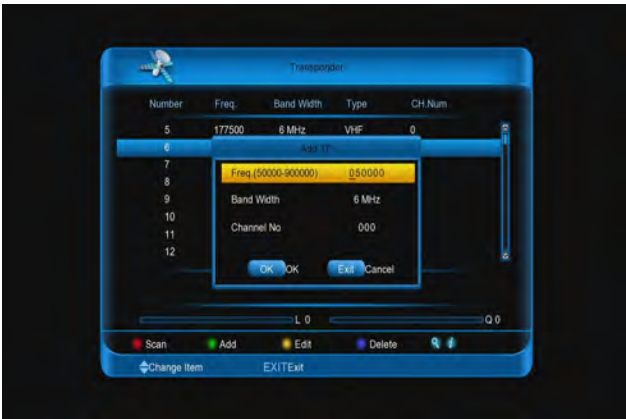 Transponder
Number Freq. Band Width Type CH.Num
5 177500 6 MHz VHF 0
6
Add TP
7
Freq.(50000-900000) 050000
8
9
Band Width 6 MHz
10
Channel No 000
11
12
OK OK Exit Cancel
L 0 Q 0
Scan Add Edit Delete
Change Item EXIT Exit